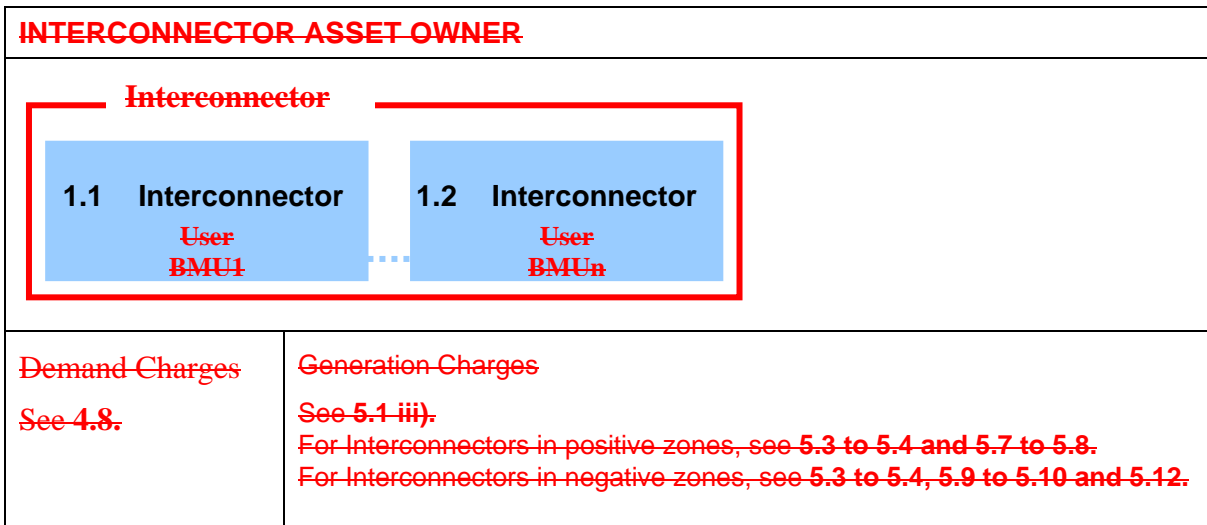 INTERCONNECTOR ASSET OWNER
Interconnector
1.1 Interconnector
User
BMU1
1.2 Interconnector
User
BMUn
Demand Charges
See 4.8.
Generation Charges
See 5.1 iii).
For Interconnectors in positive zones, see 5.3 to 5.4 and 5.7 to 5.8.
For Interconnectors in negative zones, see 5.3 to 5.4, 5.9 to 5.10 and 5.12.